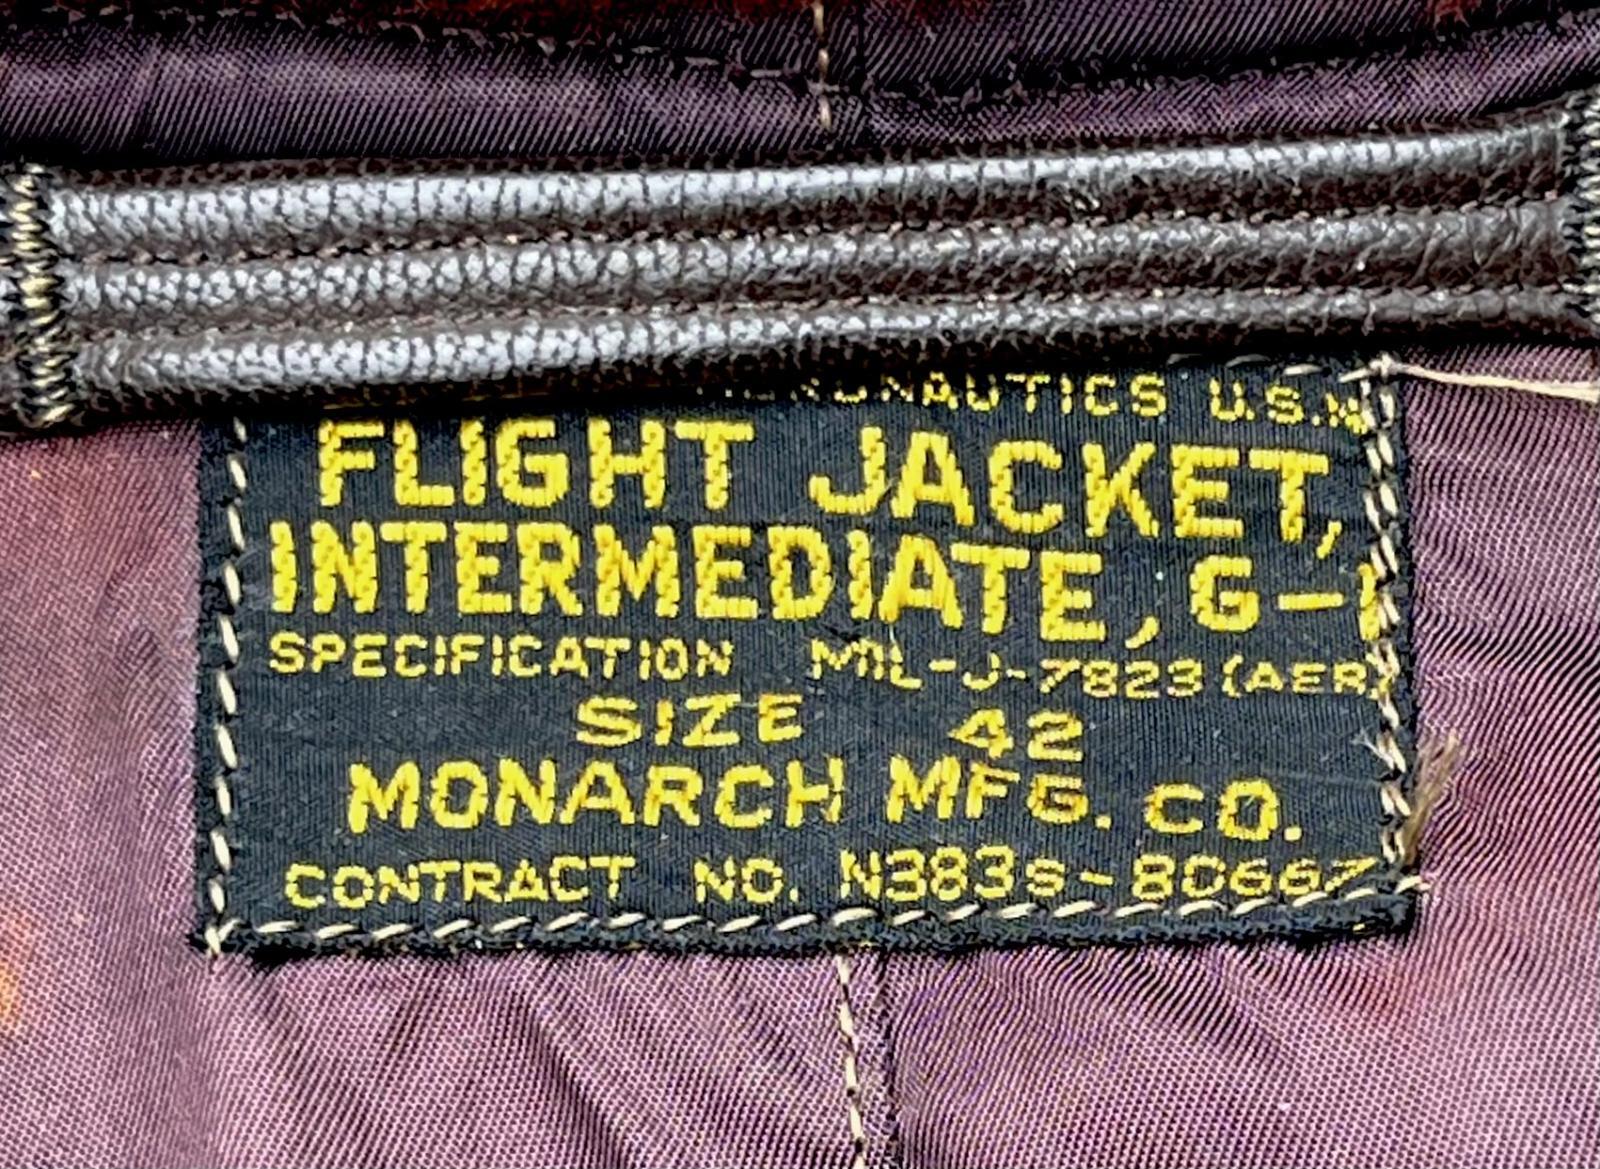 AERONAUTICS U.S.N.
FLIGHT JACKET,
INTERMEDIATE, G-1
SPECIFICATION MIL-J-7823 (AER)
SIZE 42
MONARCH MFG. CO.
CONTRACT NO. N383s-80667